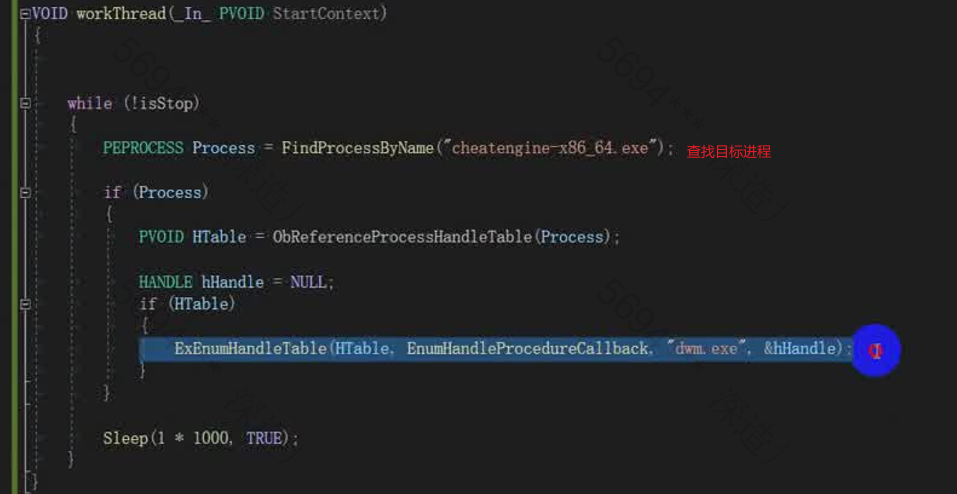 VOID workThread(_In_ PVOID StartContext)
{
while (!isStop)
{
PEPROCESS Process = FindProcessByName("cheatengine-x86_64.exe"); 查找目标进程
if (Process)
{
PVOID HTable = ObReferenceProcessHandleTable(Process);
HANDLE hHandle = NULL;
if (HTable)
{
ExEnumHandleTable(HTable, EnumHandleProcedureCallback, "dwm.exe", &hHandle);
}
}
Sleep(1 * 1000, TRUE);
}
}